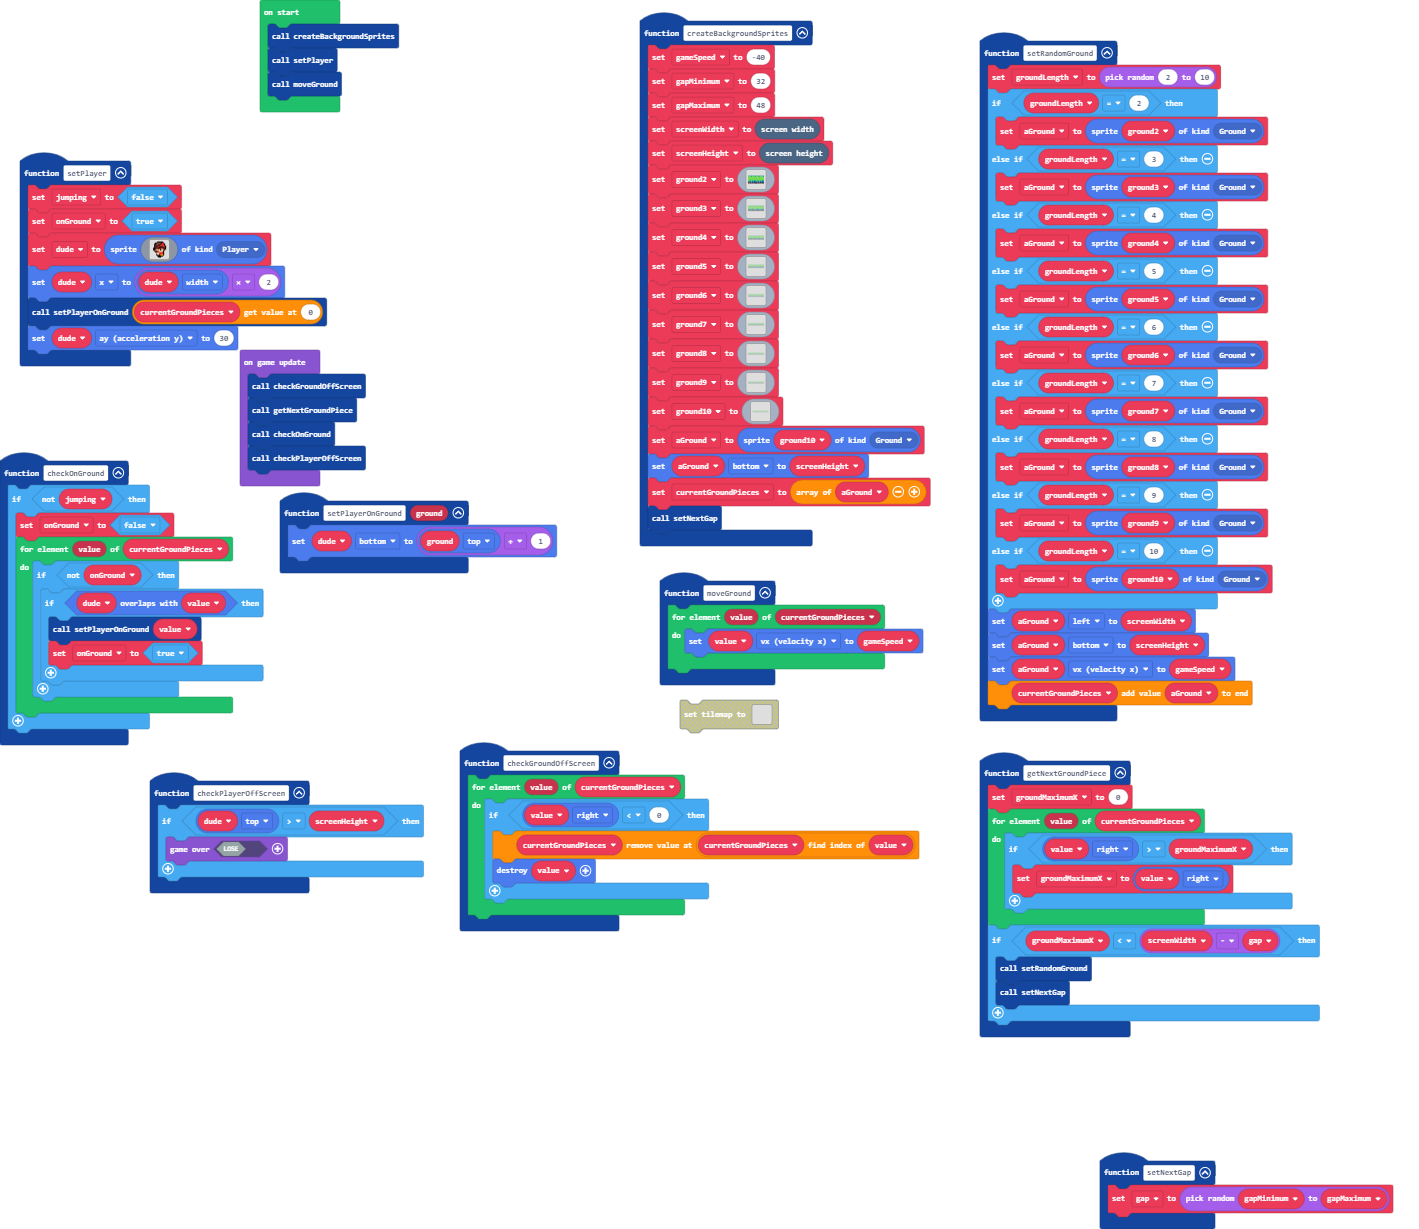 on start
call createBackgroundSprites
call setPlayer
call moveGround
function setPlayer
set jumping to false
set onGround to true
set dude to sprite of kind Player
set dude x to dude width × 2
call setPlayerOnGround currentGroundPieces get value at 0
set dude ay (acceleration y) to 30
on game update
call checkGroundOffScreen
call getNextGroundPiece
call checkOnGround
call checkPlayerOffScreen
function checkOnGround
if not jumping then
set onGround to false
for element value of currentGroundPieces
do
if not onGround then
if dude overlaps with value then
call setPlayerOnGround value
set onGround to true
function setPlayerOnGround ground
set dude bottom to ground top + 1
function checkPlayerOffScreen
if dude top > screenHeight then
game over LOSE
function createBackgroundSprites
set gameSpeed to -40
set gapMinimum to 32
set gapMaximum to 48
set screenWidth to screen width
set screenHeight to screen height
set ground2 to
set ground3 to
set ground4 to
set ground5 to
set ground6 to
set ground7 to
set ground8 to
set ground9 to
set ground10 to
set aGround to sprite ground10 of kind Ground
set aGround bottom to screenHeight
set currentGroundPieces to array of aGround
call setNextGap
function moveGround
for element value of currentGroundPieces
do
set value vx (velocity x) to gameSpeed
set tilemap to
function checkGroundOffScreen
for element value of currentGroundPieces
do
if value right < 0 then
currentGroundPieces remove value at currentGroundPieces find index of value
destroy value
function setRandomGround
set groundLength to pick random 2 to 10
if groundLength = 2 then
set aGround to sprite ground2 of kind Ground
else if groundLength = 3 then
set aGround to sprite ground3 of kind Ground
else if groundLength = 4 then
set aGround to sprite ground4 of kind Ground
else if groundLength = 5 then
set aGround to sprite ground5 of kind Ground
else if groundLength = 6 then
set aGround to sprite ground6 of kind Ground
else if groundLength = 7 then
set aGround to sprite ground7 of kind Ground
else if groundLength = 8 then
set aGround to sprite ground8 of kind Ground
else if groundLength = 9 then
set aGround to sprite ground9 of kind Ground
else if groundLength = 10 then
set aGround to sprite ground10 of kind Ground
set aGround left to screenWidth
set aGround bottom to screenHeight
set aGround vx (velocity x) to gameSpeed
currentGroundPieces add value aGround to end
function getNextGroundPiece
set groundMaximumX to 0
for element value of currentGroundPieces
do
if value right > groundMaximumX then
set groundMaximumX to value right
if groundMaximumX < screenWidth - gap then
call setRandomGround
call setNextGap
function setNextGap
set gap to pick random gapMinimum to gapMaximum